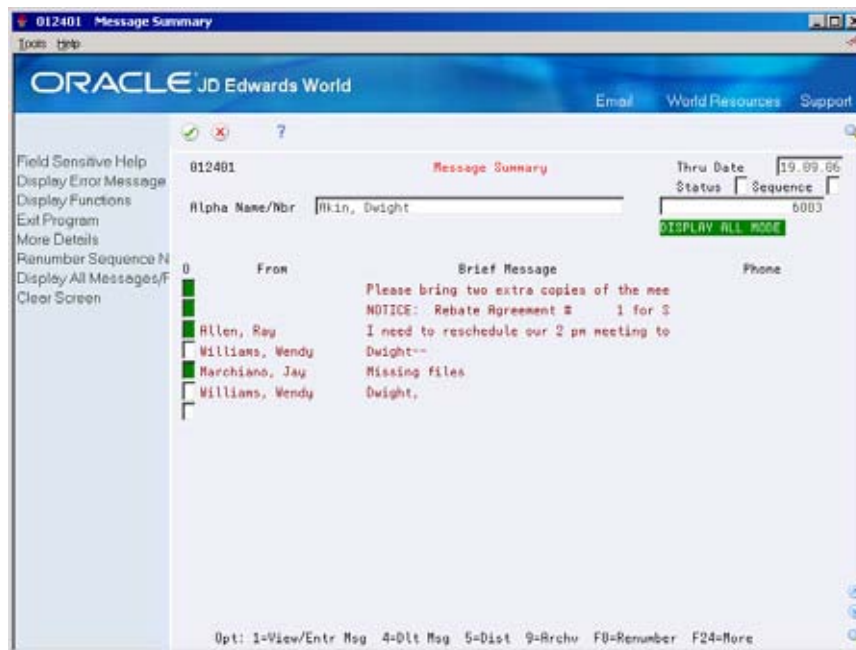 012401 Message Summary
Tools Help
ORACLE JD Edwards World
Email World Resources Support
Field Sensitive Help
Display Error Message
Display Functions
Exit Program
More Details
Renumber Sequence N
Display All Messages/F
Clear Screen
?
012401 Message Summary Thru Date 19.09.06
Status Sequence
Alpha Name/Nbr Akin, Dwight 6003
DISPLAY ALL MODE
O From Brief Message Phone
Please bring two extra copies of the mee
NOTICE: Rebate Agreement # 1 for S
Allen, Ray I need to reschedule our 2 pm meeting to
Williams, Wendy Dwight--
Marchiano, Jay Missing files
Williams, Wendy Dwight,
Opt: 1=View/Entr Msg 4=Dlt Msg 5=Dist 9=Archv F8=Renumber F24=More